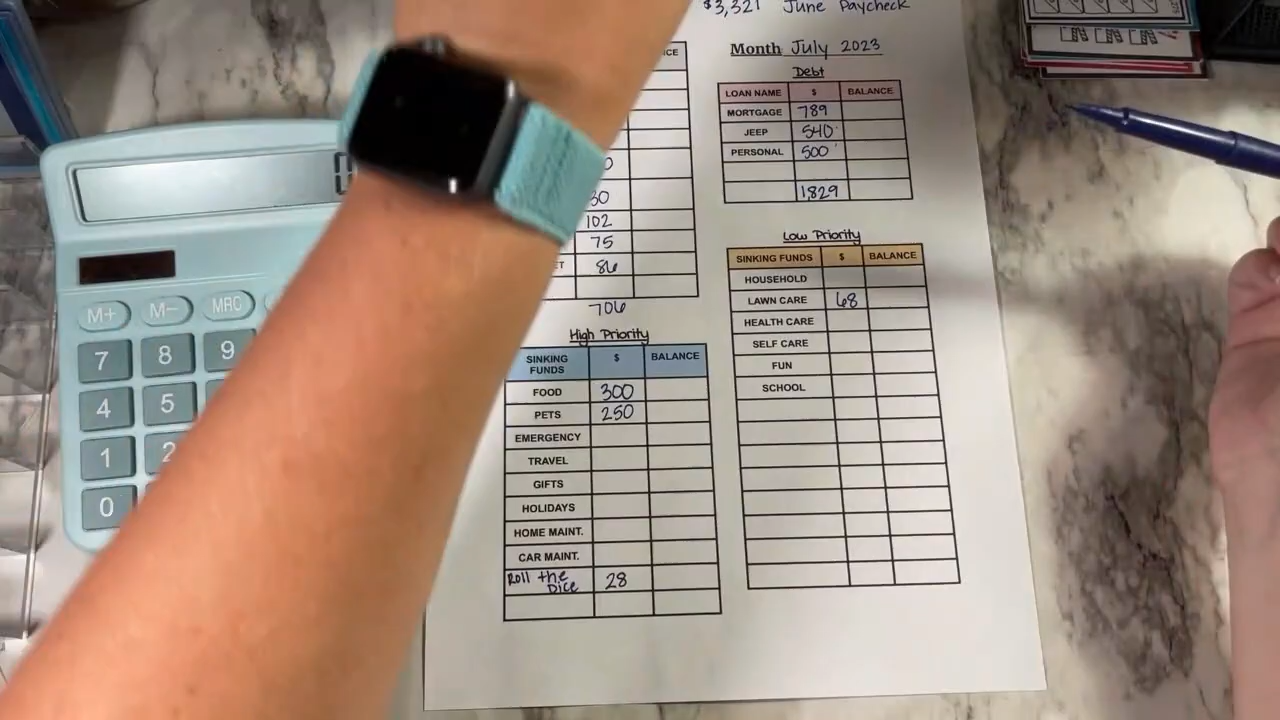 $3,321 June Paycheck
Month July 2023
Debt
LOAN NAME $ BALANCE
MORTGAGE 789
JEEP 540
PERSONAL 500
1,829
30
102
75
86
706
High Priority
SINKING FUNDS $ BALANCE
FOOD 300
PETS 250
EMERGENCY
TRAVEL
GIFTS
HOLIDAYS
HOME MAINT.
CAR MAINT.
Roll the Dice 28
Low Priority
SINKING FUNDS $ BALANCE
HOUSEHOLD
LAWN CARE 68
HEALTH CARE
SELF CARE
FUN
SCHOOL
M+ M- MRC
7 8 9
4 5
1 2
0